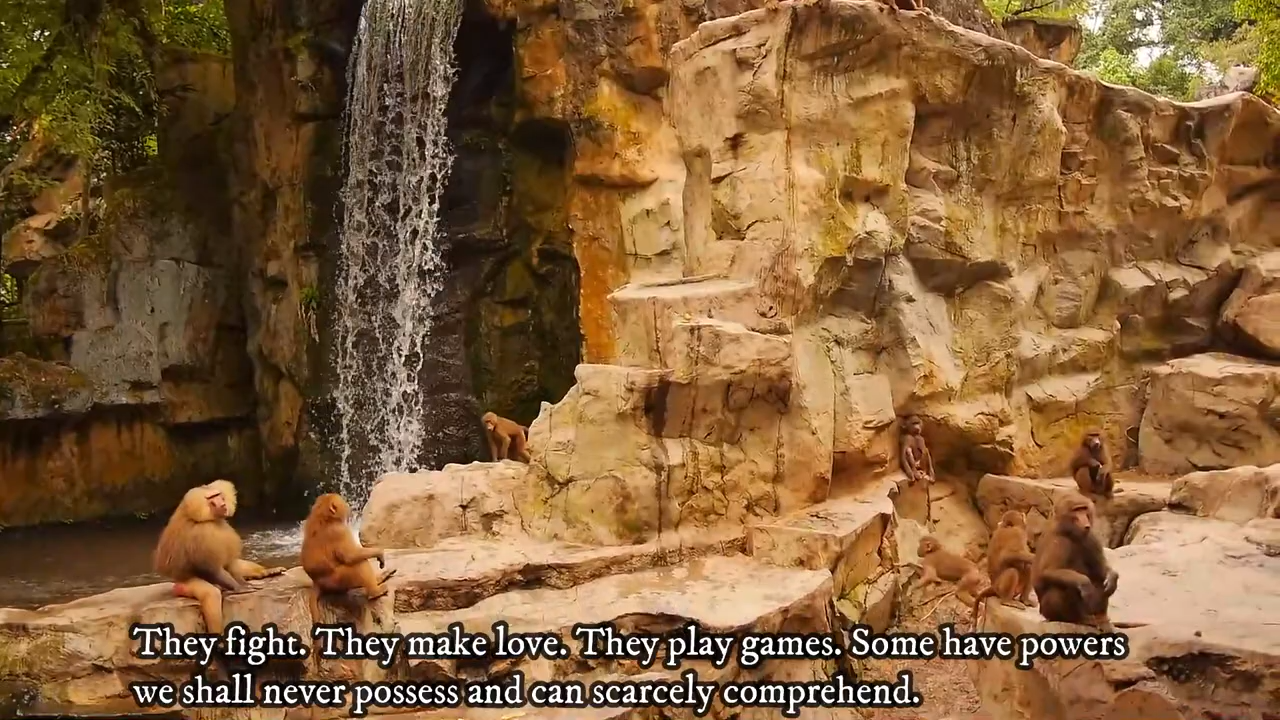 They fight. They make love. They play games. Some have powers
we shall never possess and can scarcely comprehend.